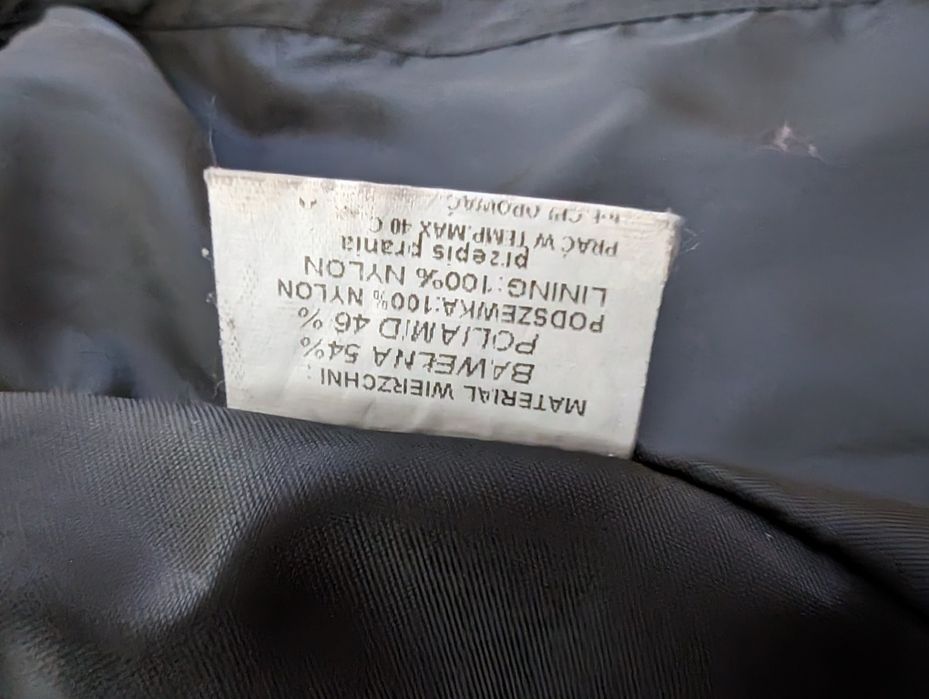 MATERIAL WIERZCHNI :
BAWEŁNA 54%
POLIAMID 46 %
PODSZEWKA:100% NYLON
LINING:100% NYLON
przepis prania
PRAĆ W TEMP.MAX 40 C